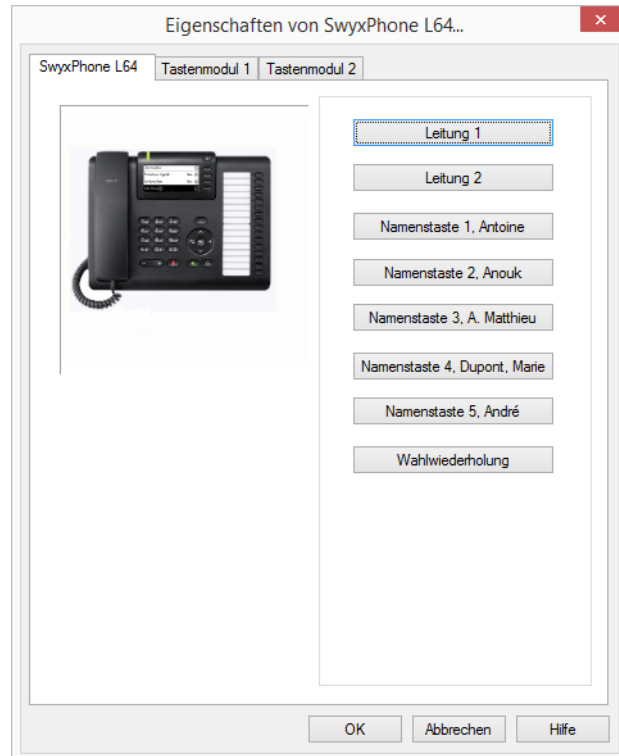 Eigenschaften von SwyxPhone L64...
SwyxPhone L64
Tastenmodul 1
Tastenmodul 2
Leitung 1
Leitung 2
Namenstaste 1, Antoine
Namenstaste 2, Anouk
Namenstaste 3, A. Matthieu
Namenstaste 4, Dupont, Marie
Namenstaste 5, André
Wahlwiederholung
OK
Abbrechen
Hilfe